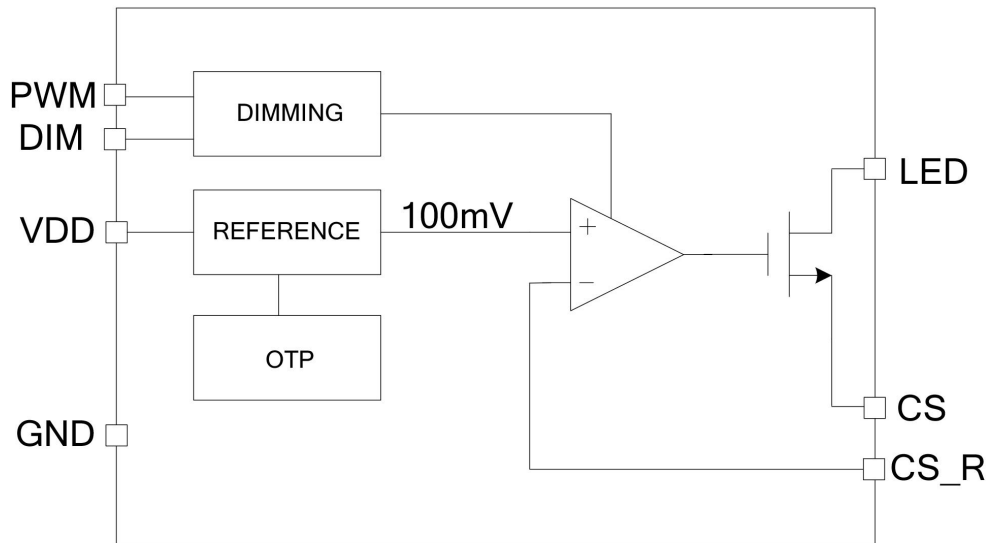 PWM
DIM
DIMMING
VDD
REFERENCE
100mV
+
−
LED
OTP
GND
CS
CS_R